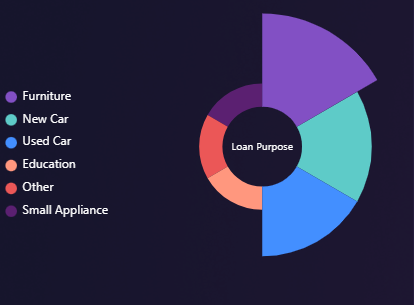 Furniture
New Car
Used Car
Education
Other
Small Appliance
Loan Purpose